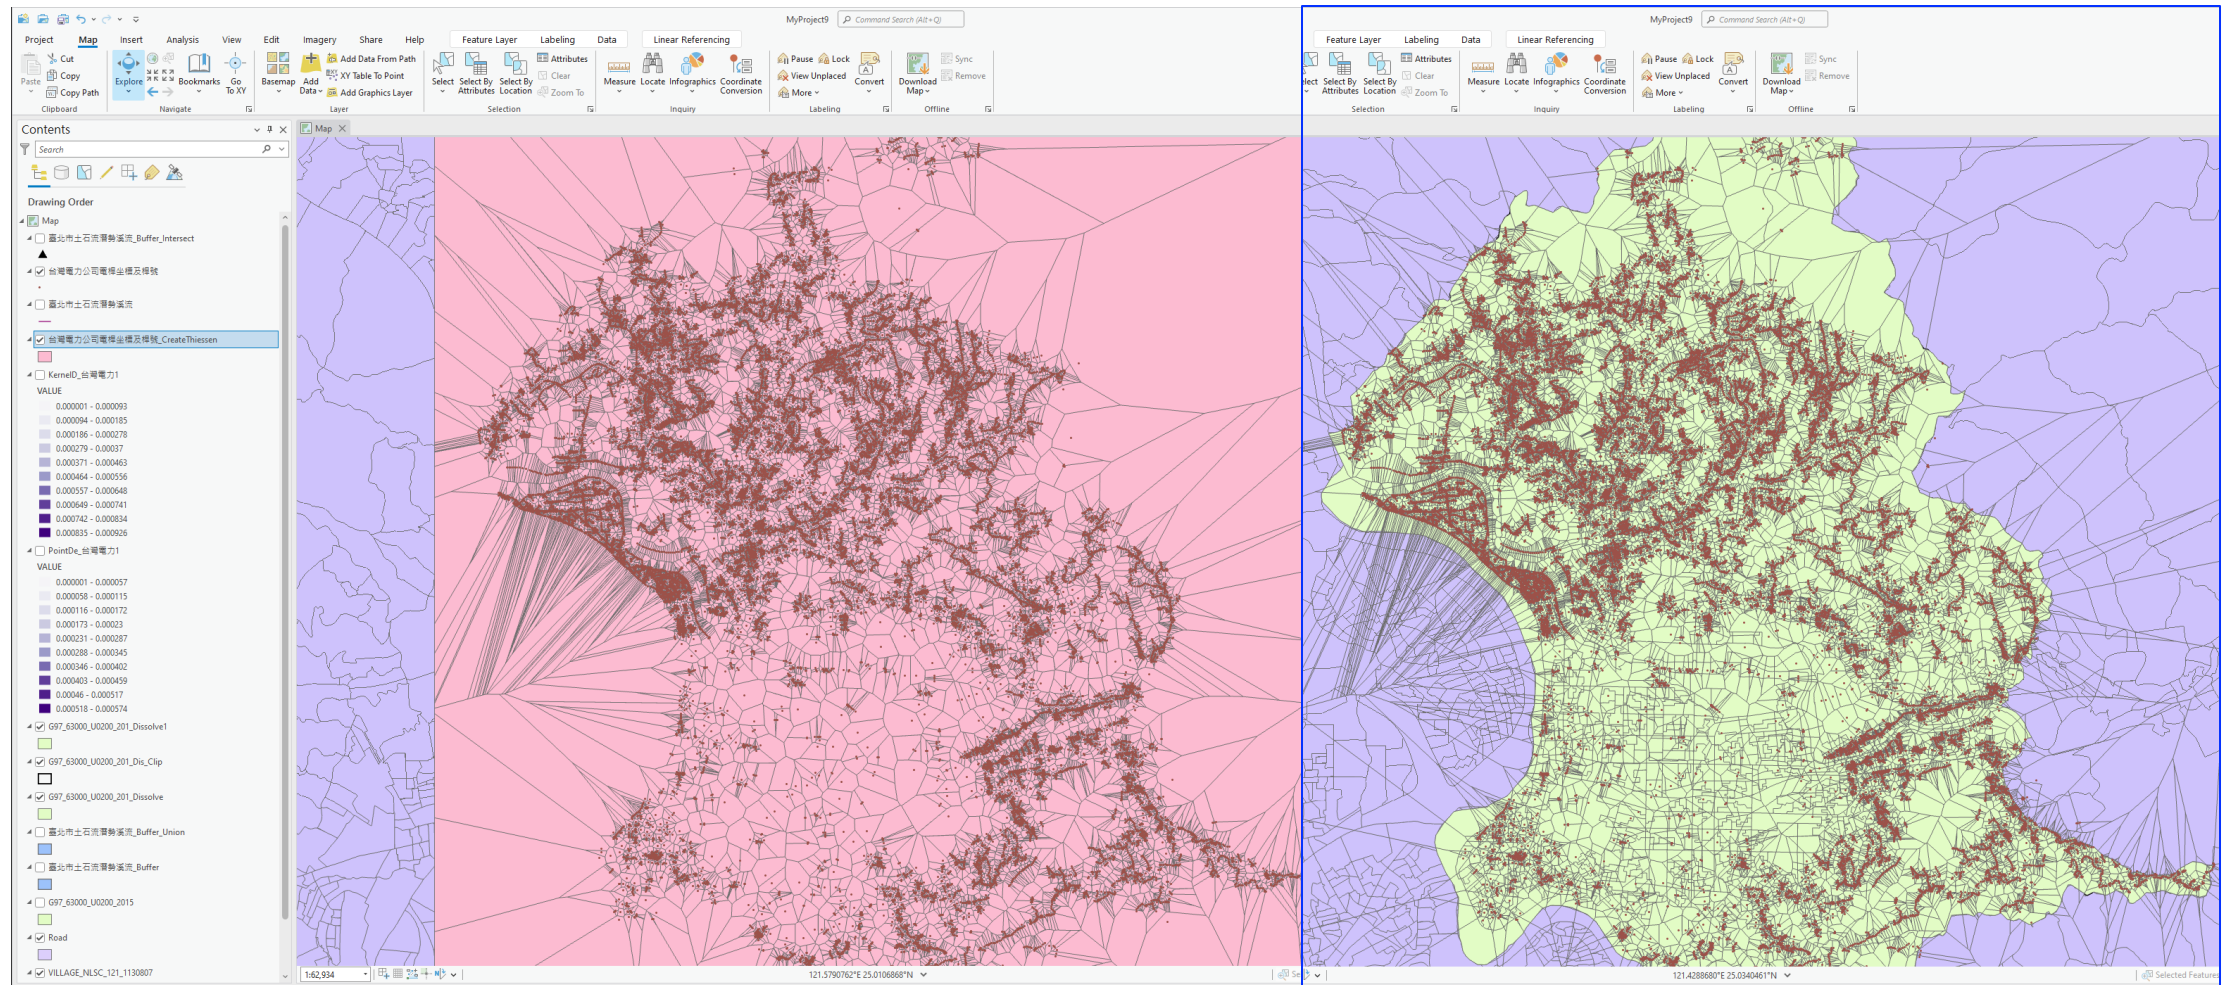 MyProject9
Command Search (Alt+Q)
Project Map Insert Analysis View Edit Imagery Share Help Feature Layer Labeling Data Linear Referencing
Paste
Cut
Copy
Copy Path
Clipboard
Explore
Bookmarks
Go To XY
Navigate
Basemap
Add Data
Add Data From Path
XY Table To Point
Add Graphics Layer
Layer
Select
Select By Attributes
Select By Location
Attributes
Clear
Zoom To
Selection
Measure
Locate
Infographics
Coordinate Conversion
Inquiry
Pause
Lock
View Unplaced
More
Convert
Labeling
Download Map
Sync
Remove
Offline
Contents
Search
Drawing Order
Map
臺北市土石流潛勢溪流_Buffer_Intersect
台灣電力公司電桿坐標及桿號
臺北市土石流潛勢溪流
台灣電力公司電桿坐標及桿號_CreateThiessen
KernelD_台灣電力1
VALUE
0.000001 - 0.000093
0.000094 - 0.000185
0.000186 - 0.000278
0.000279 - 0.00037
0.000371 - 0.000463
0.000464 - 0.000556
0.000557 - 0.000648
0.000649 - 0.000741
0.000742 - 0.000834
0.000835 - 0.000926
PointDe_台灣電力1
VALUE
0.000001 - 0.000057
0.000058 - 0.000115
0.000116 - 0.000172
0.000173 - 0.00023
0.000231 - 0.000287
0.000288 - 0.000345
0.000346 - 0.000402
0.000403 - 0.000459
0.00046 - 0.000517
0.000518 - 0.000574
G97_63000_U0200_201_Dissolve1
G97_63000_U0200_201_Dis_Clip
G97_63000_U0200_201_Dissolve
臺北市土石流潛勢溪流_Buffer_Union
臺北市土石流潛勢溪流_Buffer
G97_63000_U0200_2015
Road
VILLAGE_NLSC_121_1130807
Map
1:62,934
121.5790762°E 25.0106868°N
Se
MyProject9
Command Search (Alt+Q)
Feature Layer Labeling Data Linear Referencing
lect
Select By Attributes
Select By Location
Attributes
Clear
Zoom To
Selection
Measure
Locate
Infographics
Coordinate Conversion
Inquiry
Pause
Lock
View Unplaced
More
Convert
Labeling
Download Map
Sync
Remove
Offline
121.4288680°E 25.0340461°N
Selected Features